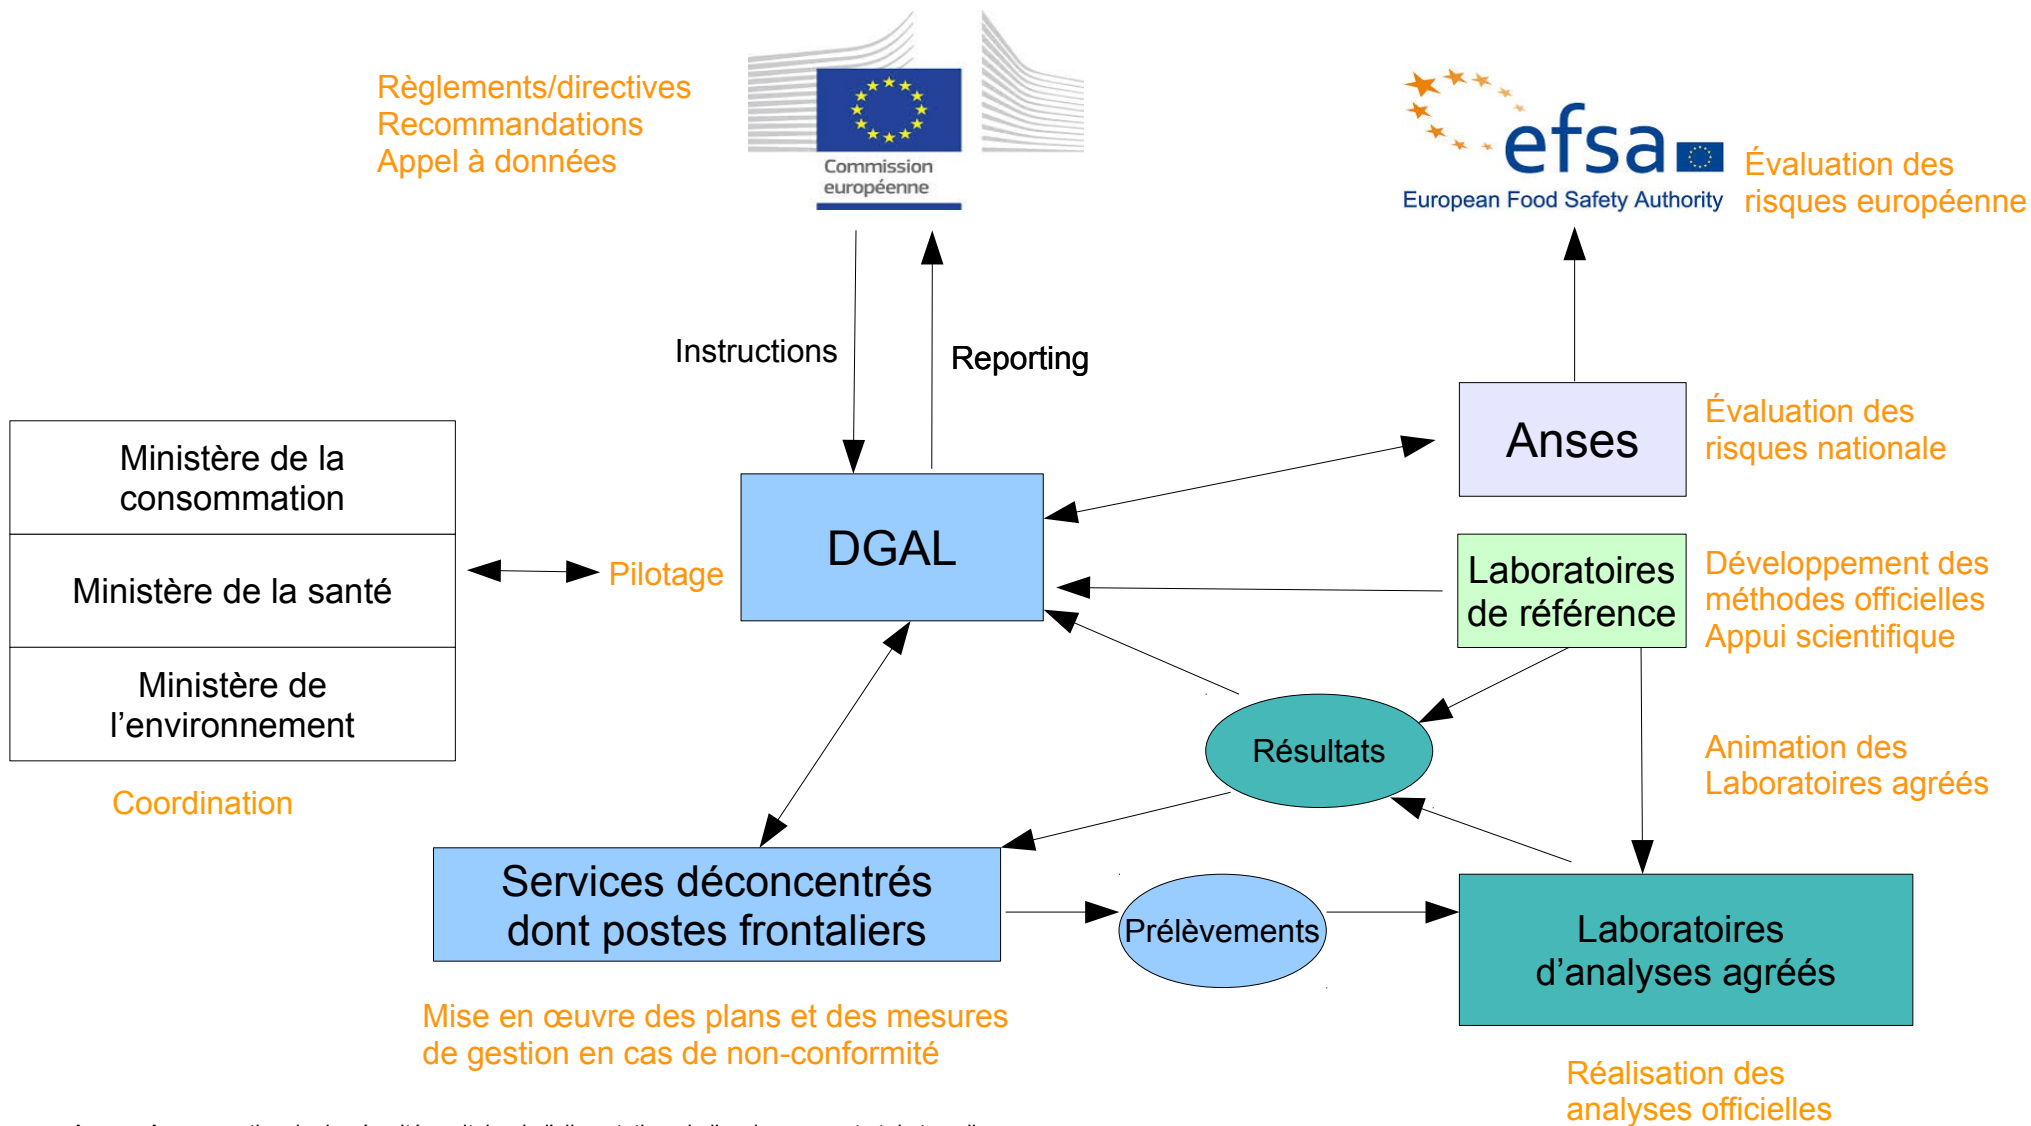 Règlements/directives
Recommandations
Appel à données
Commission
européenne
efsa
European Food Safety Authority
Évaluation des
risques européenne
Instructions
Reporting
Ministère de la
consommation
Ministère de la santé
Ministère de
l'environnement
Coordination
Pilotage
DGAL
Anses
Évaluation des
risques nationale
Laboratoires
de référence
Développement des
méthodes officielles
Appui scientifique
Résultats
Animation des
Laboratoires agréés
Services déconcentrés
dont postes frontaliers
Prélèvements
Laboratoires
d'analyses agréés
Mise en œuvre des plans et des mesures
de gestion en cas de non-conformité
Réalisation des
analyses officielles